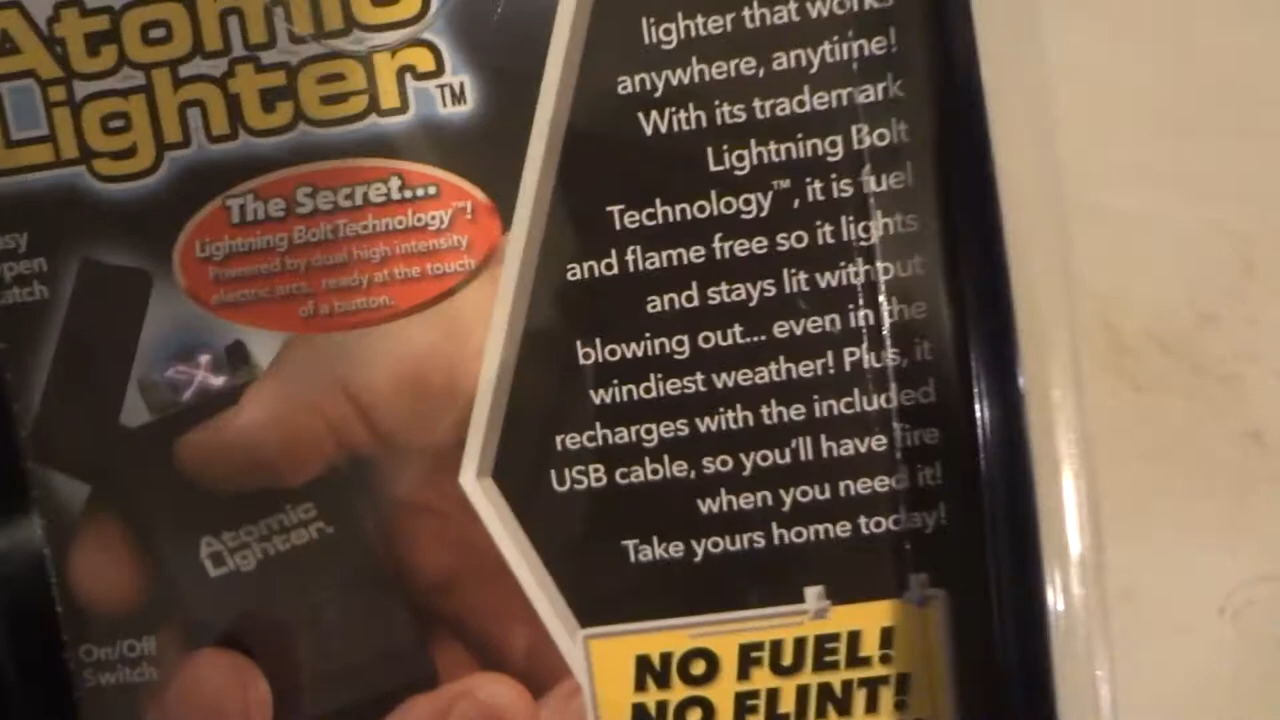 Atomic
Lighter™
The Secret...
Lightning Bolt Technology™!
Powered by dual high intensity
electric arcs, ready at the touch
of a button.
Atomic
Lighter
On/Off
Switch
lighter that works
anywhere, anytime!
With its trademark
Lightning Bolt
Technology™, it is fuel
and flame free so it lights
and stays lit without
blowing out... even in the
windiest weather! Plus, it
recharges with the included
USB cable, so you'll have fire
when you need it!
Take yours home today!
NO FUEL!
NO FLINT!